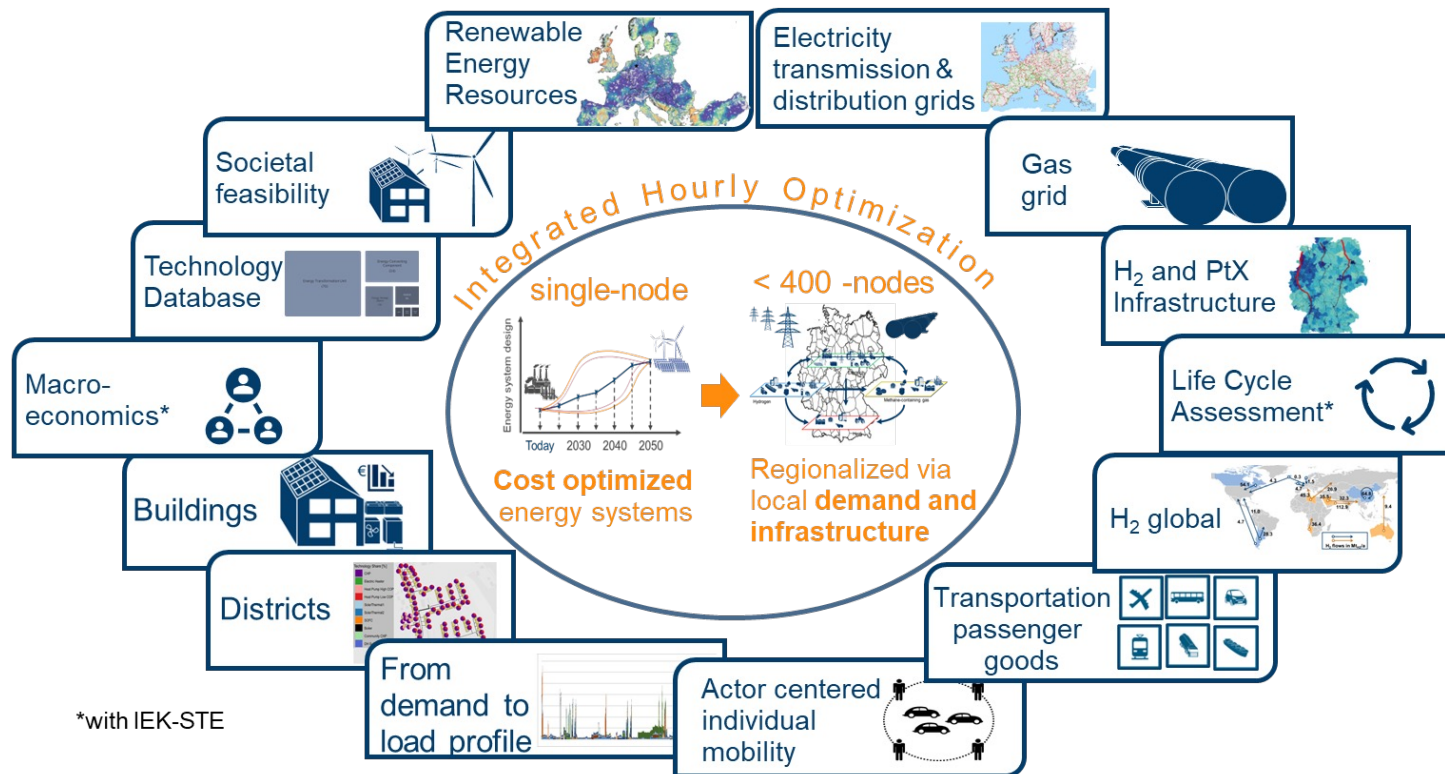 Renewable
Energy
Resources
Electricity
transmission &
distribution grids
Societal
feasibility
Gas
grid
Technology
Database
H₂ and PtX
Infrastructure
Macro-
economics*
Life Cycle
Assessment*
Buildings
€
H₂ global
Districts
Transportation
passenger
goods
From
demand to
load profile
Actor centered
individual
mobility
*with IEK-STE
Integrated Hourly Optimization
single-node
Energy system design
Today 2030 2040 2050
Cost optimized
energy systems
< 400 -nodes
Hydrogen
Methane-containing gas
Regionalized via
local demand and
infrastructure